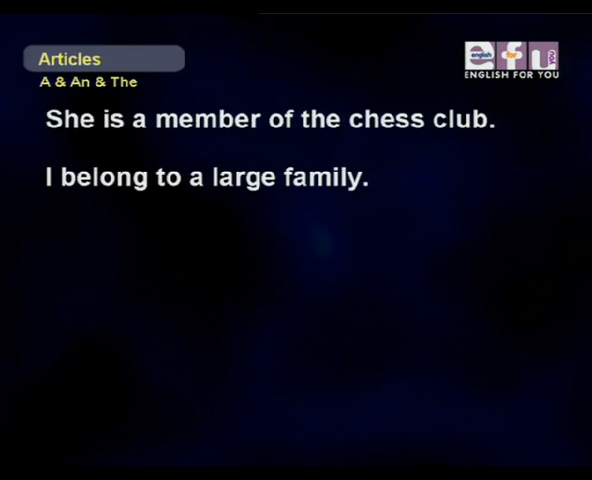 Articles
A & An & The
english for you
ENGLISH FOR YOU
She is a member of the chess club.
I belong to a large family.